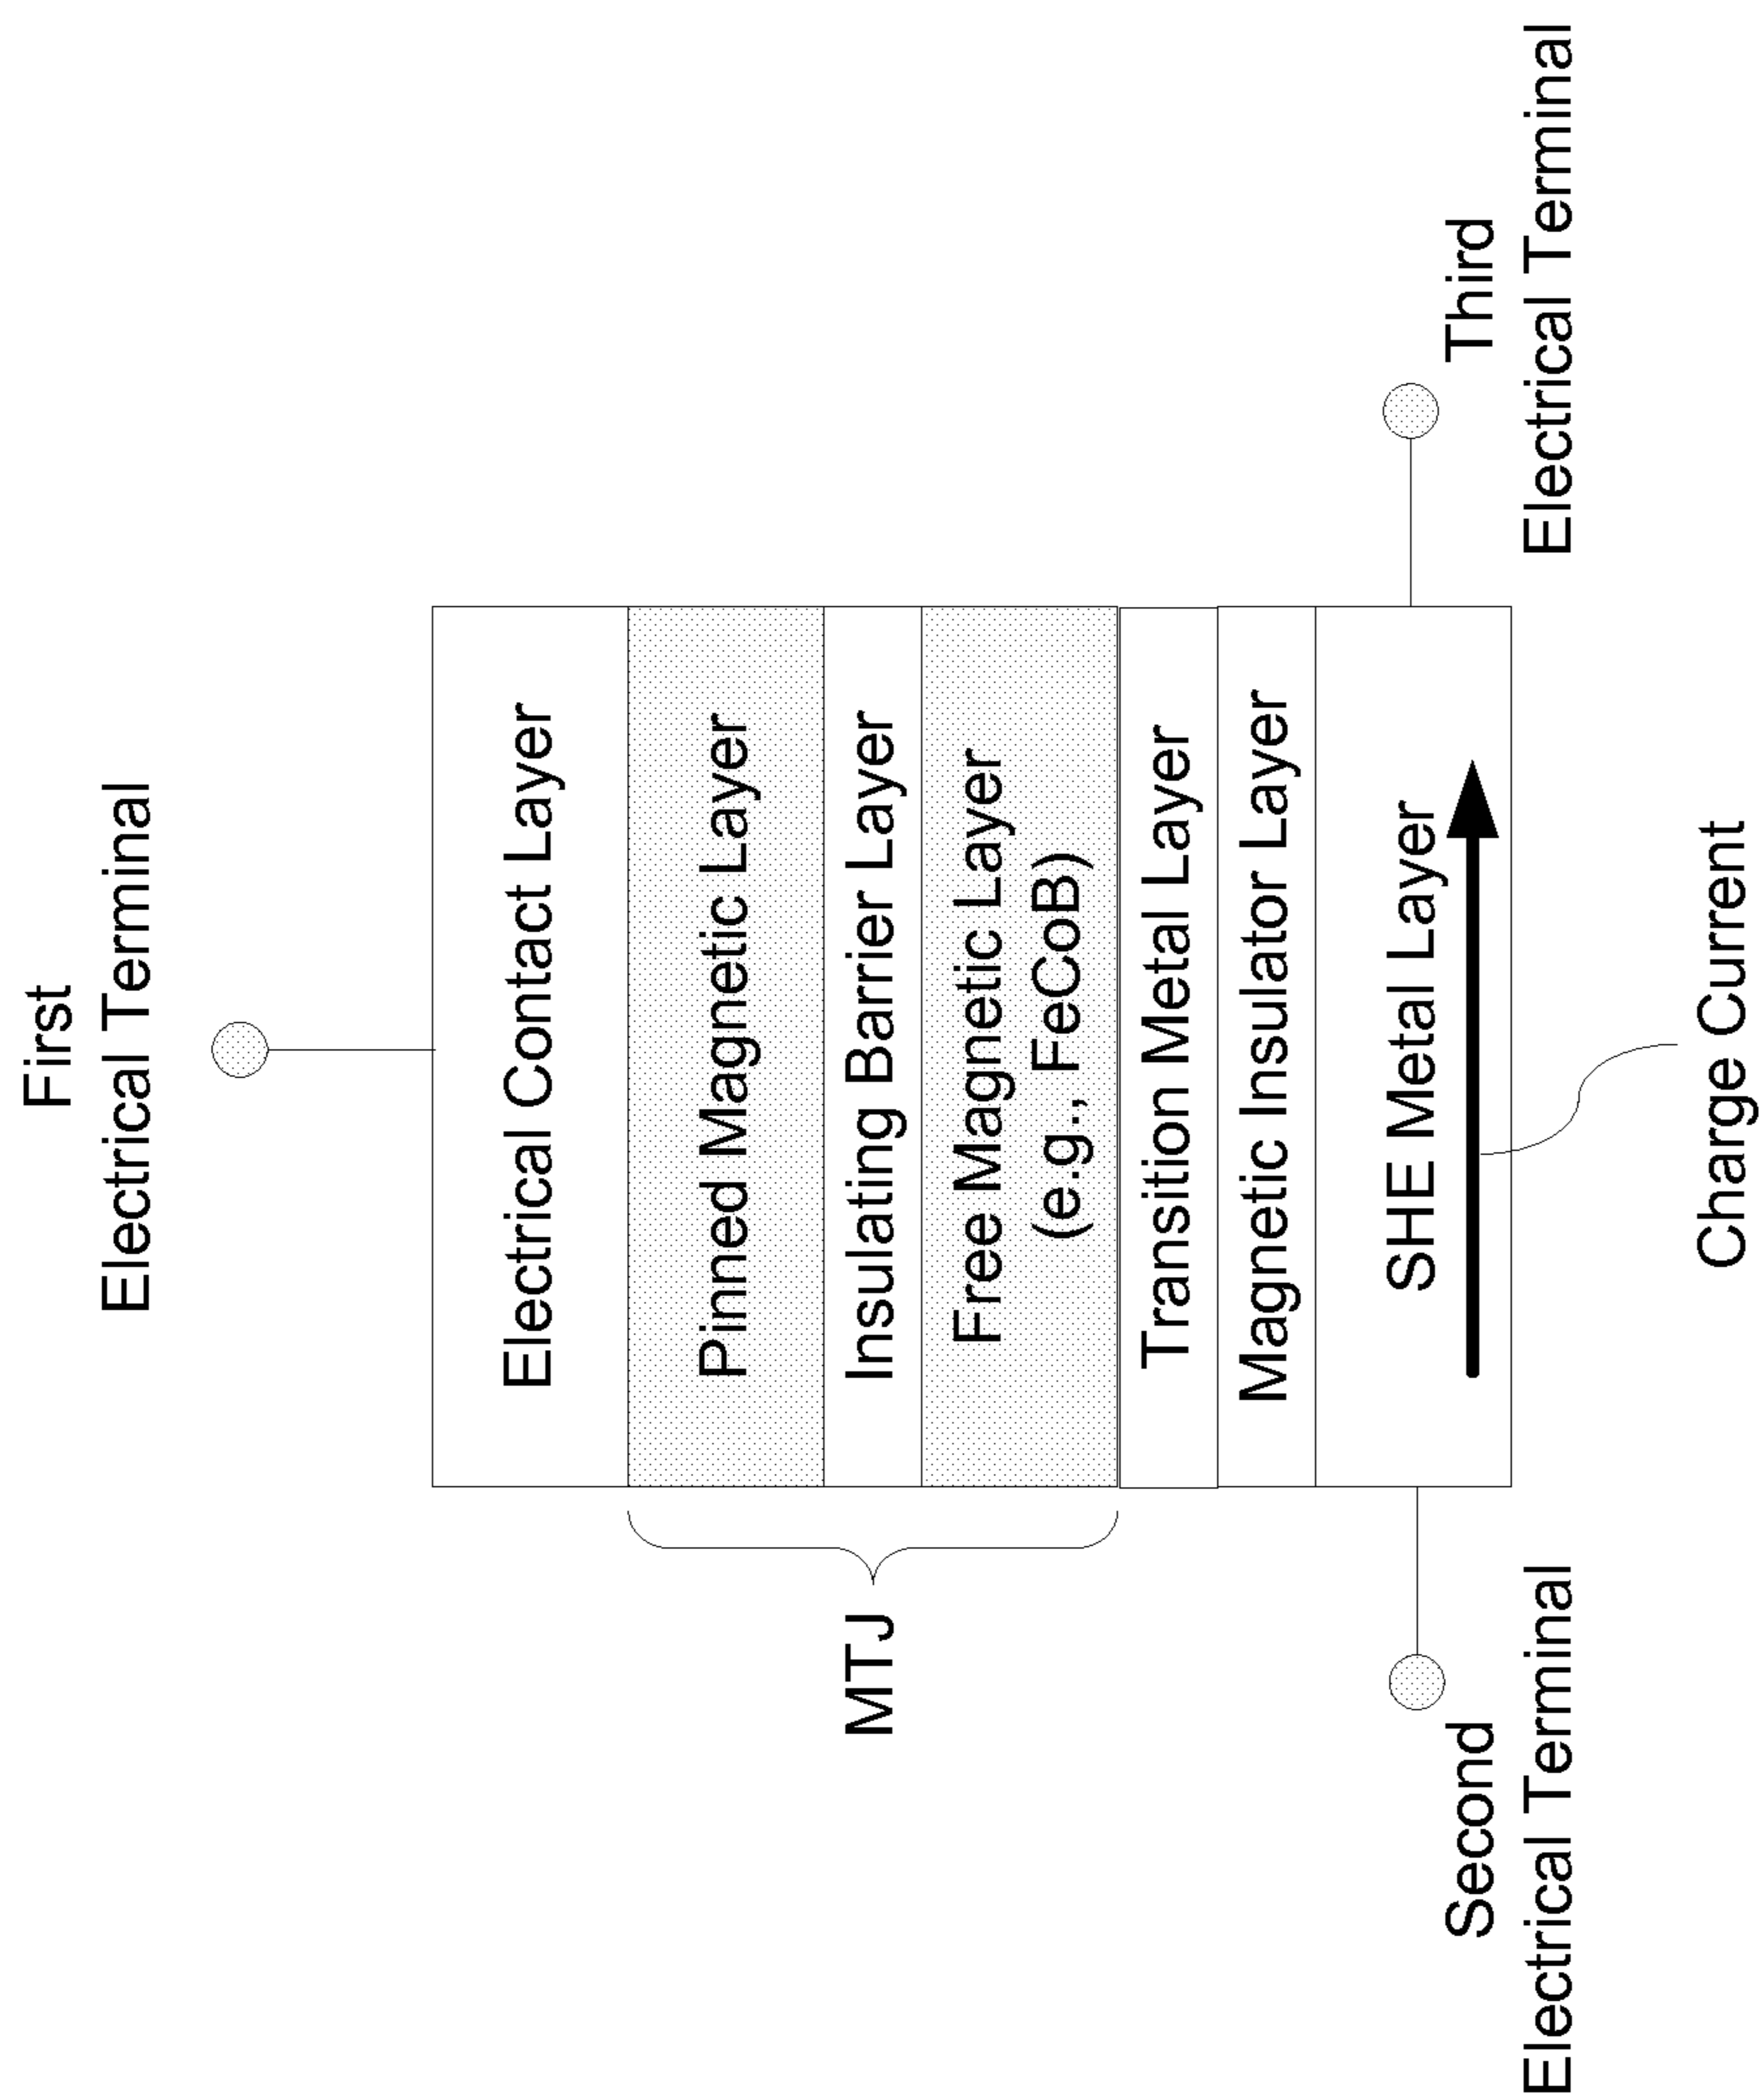 First
Electrical Terminal
Electrical Contact Layer
Pinned Magnetic Layer
Insulating Barrier Layer
Free Magnetic Layer
(e.g., FeCoB)
MTJ
Transition Metal Layer
Magnetic Insulator Layer
SHE Metal Layer
Second
Electrical Terminal
Third
Electrical Terminal
Charge Current